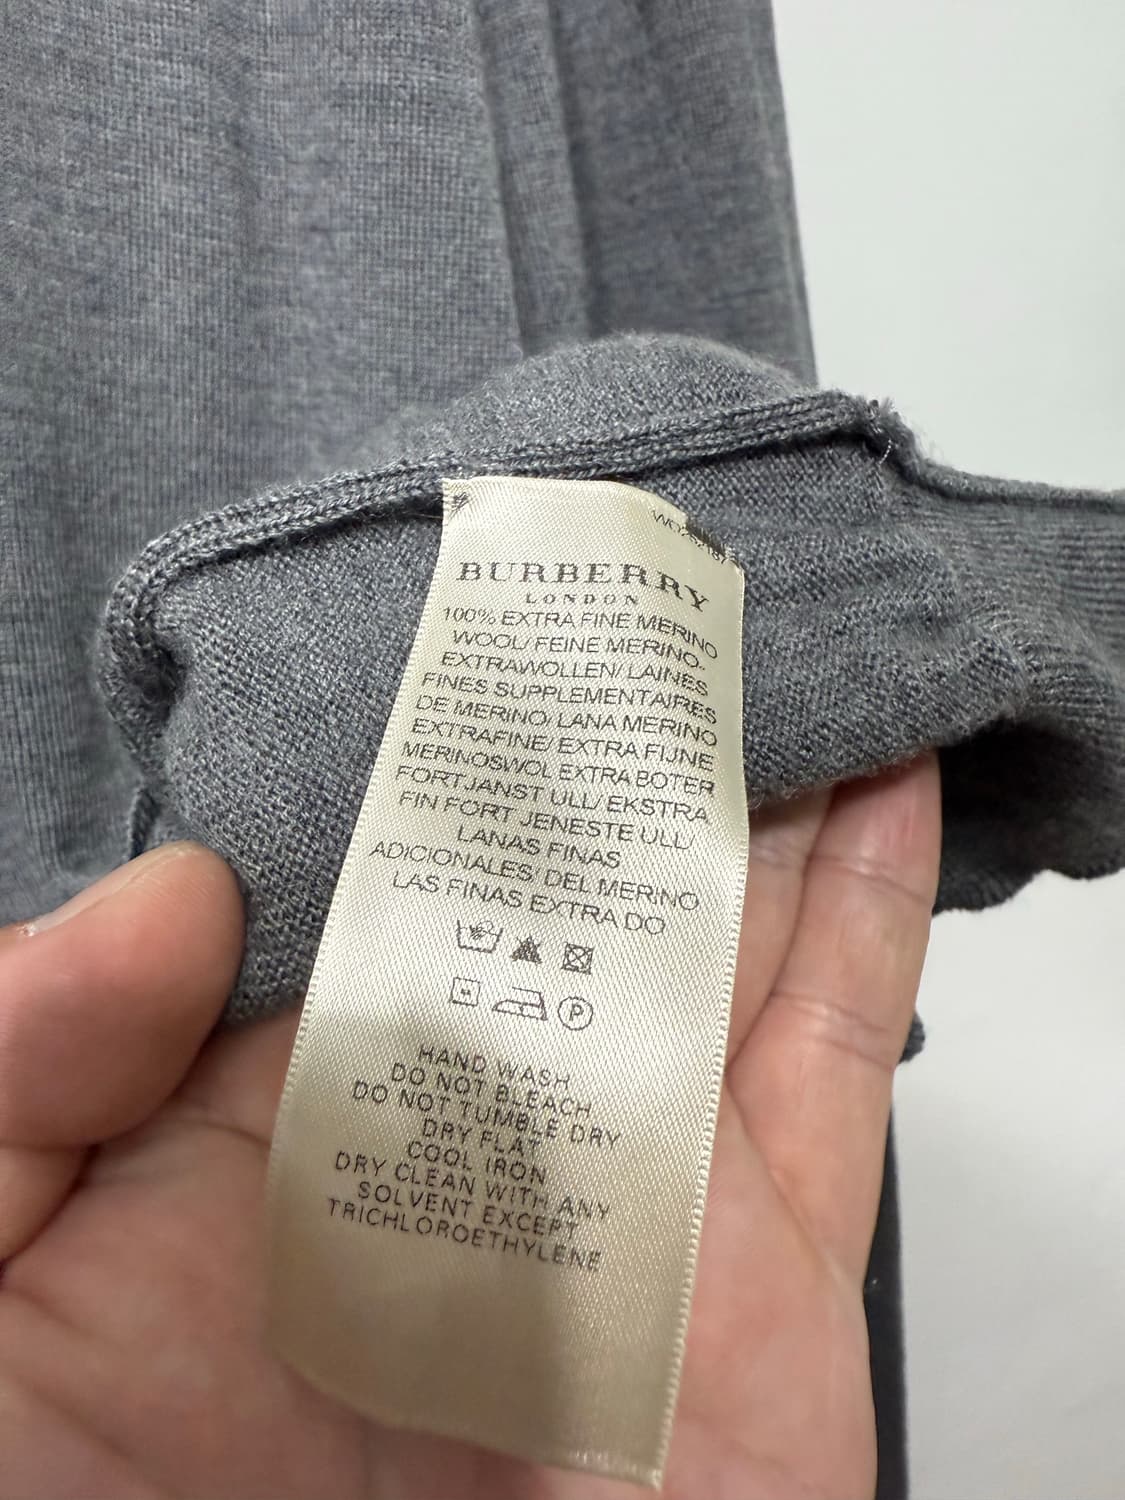 BURBERRY
LONDON
100% EXTRA FINE MERINO
WOOL/ FEINE MERINO-
EXTRAWOLLEN/ LAINES
FINES SUPPLEMENTAIRES
DE MERINO/ LANA MERINO
EXTRAFINE/ EXTRA FIJNE
MERINOSWOL EXTRA BOTER
FORTJANST ULL/ EKSTRA
FIN FORT JENESTE ULL/
LANAS FINAS
ADICIONALES/ DEL MERINO
LAS FINAS EXTRA DO
P
HAND WASH
DO NOT BLEACH
DO NOT TUMBLE DRY
DRY FLAT
COOL IRON
DRY CLEAN WITH ANY
SOLVENT EXCEPT
TRICHLOROETHYLENE